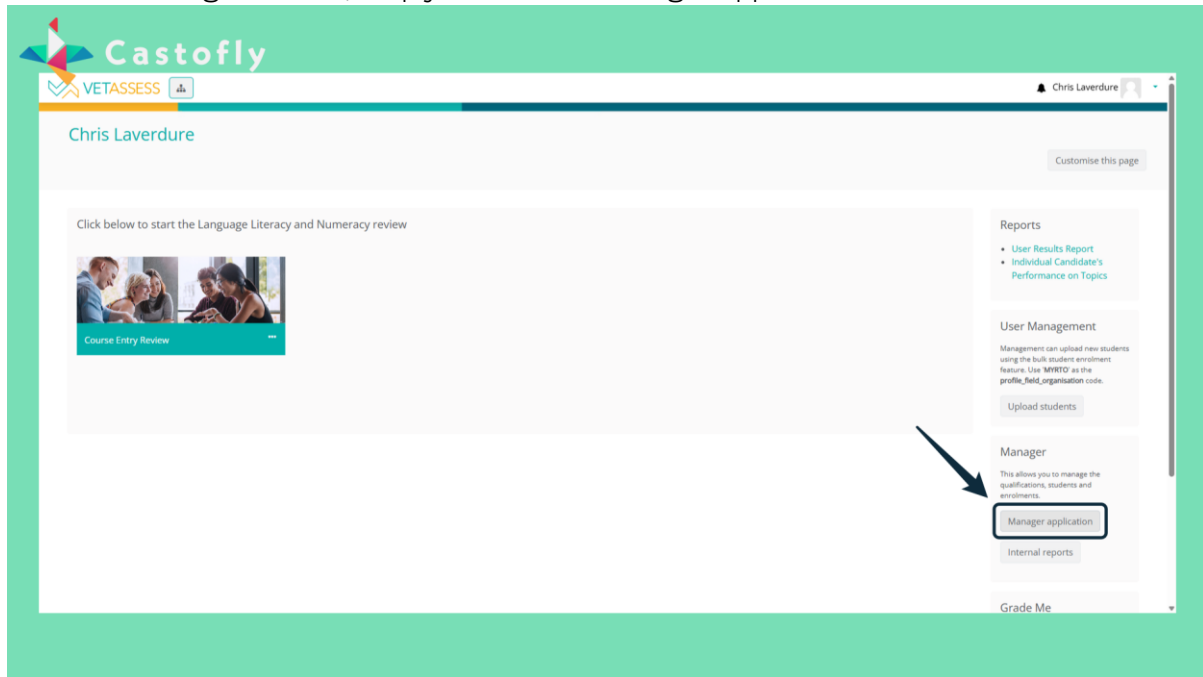 Castofly
VETASSESS
Chris Laverdure
Chris Laverdure
Customise this page
Click below to start the Language Literacy and Numeracy review
Course Entry Review
Reports
User Results Report
Individual Candidate's
Performance on Topics
User Management
Management can upload new students
using the bulk student enrolment
feature. Use 'MYRTO' as the
profile_field_organisation code.
Upload students
Manager
This allows you to manage the
qualifications, students and
enrolments.
Manager application
Internal reports
Grade Me